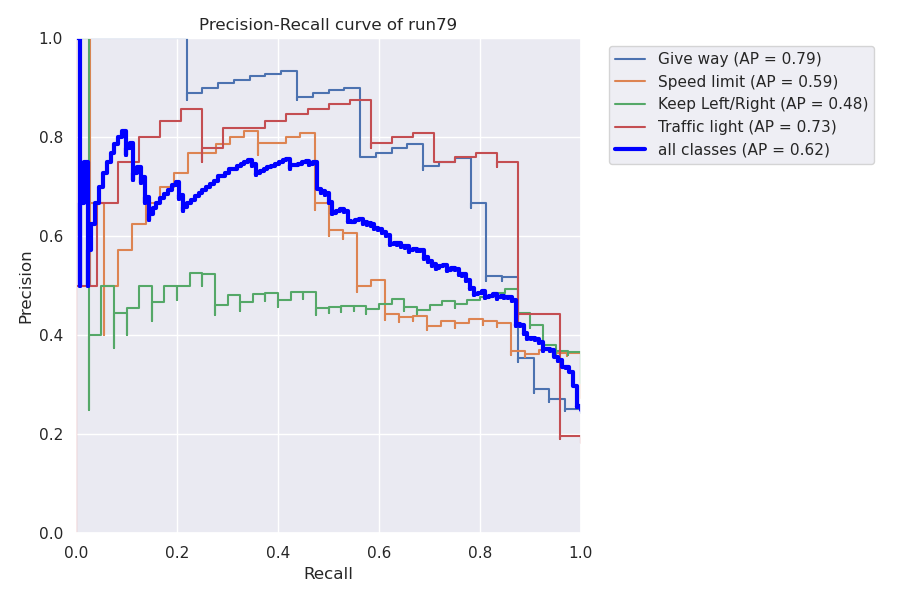 Precision-Recall curve of run79
1.0
0.8
0.6
0.4
0.2
0.0
Precision
0.0 0.2 0.4 0.6 0.8 1.0
Recall
Give way (AP = 0.79)
Speed limit (AP = 0.59)
Keep Left/Right (AP = 0.48)
Traffic light (AP = 0.73)
all classes (AP = 0.62)